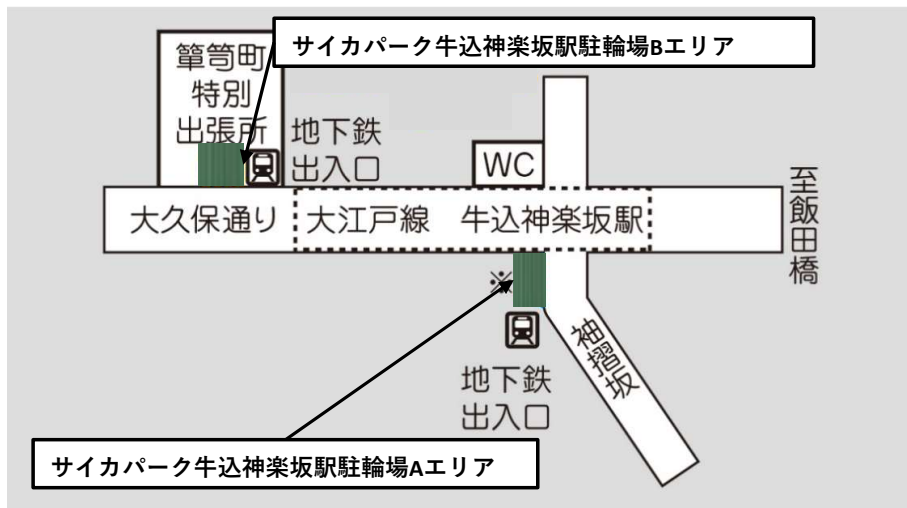 サイカパーク牛込神楽坂駅駐輪場Bエリア
簞笥町
特別
出張所
地下鉄
出入口
WC
大久保通り
大江戸線 牛込神楽坂駅
至飯田橋
※
袖摺坂
地下鉄
出入口
サイカパーク牛込神楽坂駅駐輪場Aエリア